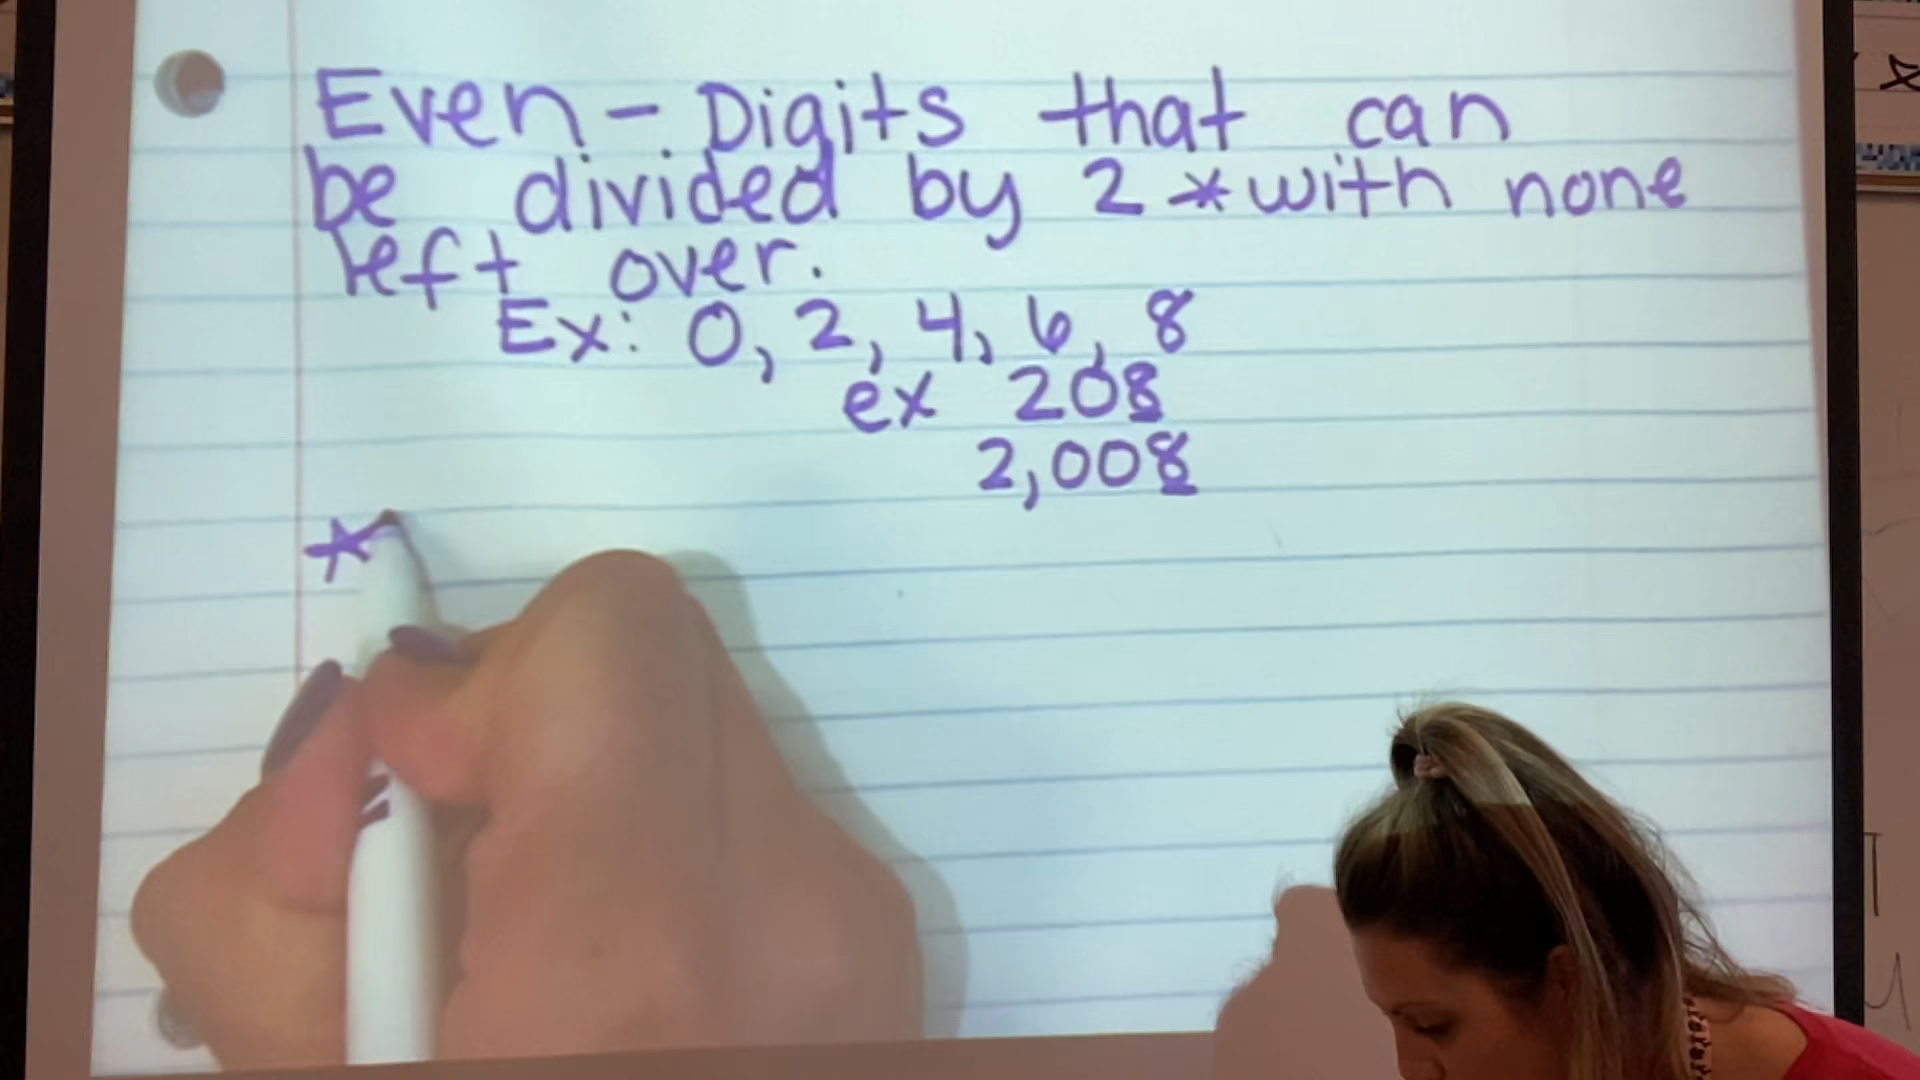 Even - Digits that can
be divided by 2 *with none
left over.
Ex: 0, 2, 4, 6, 8
ex 208
2,008
*